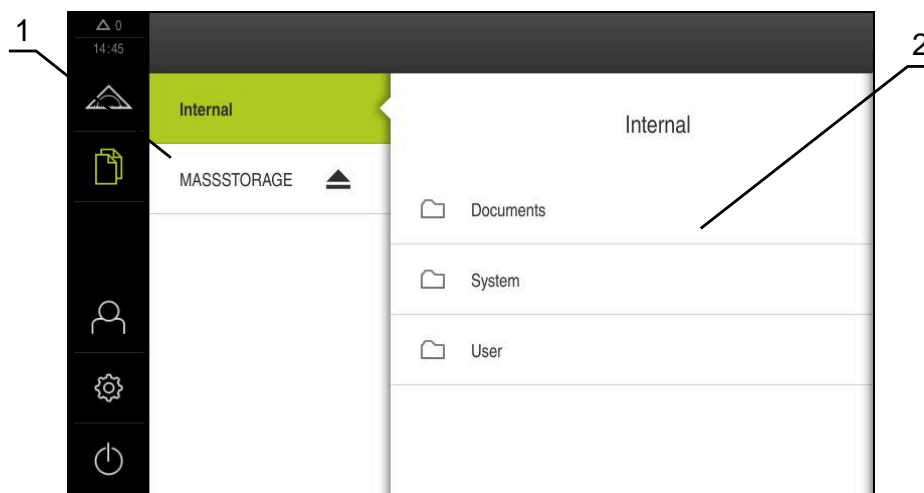 1
0
14:45
2
Internal
Internal
MASSSTORAGE
Documents
System
User